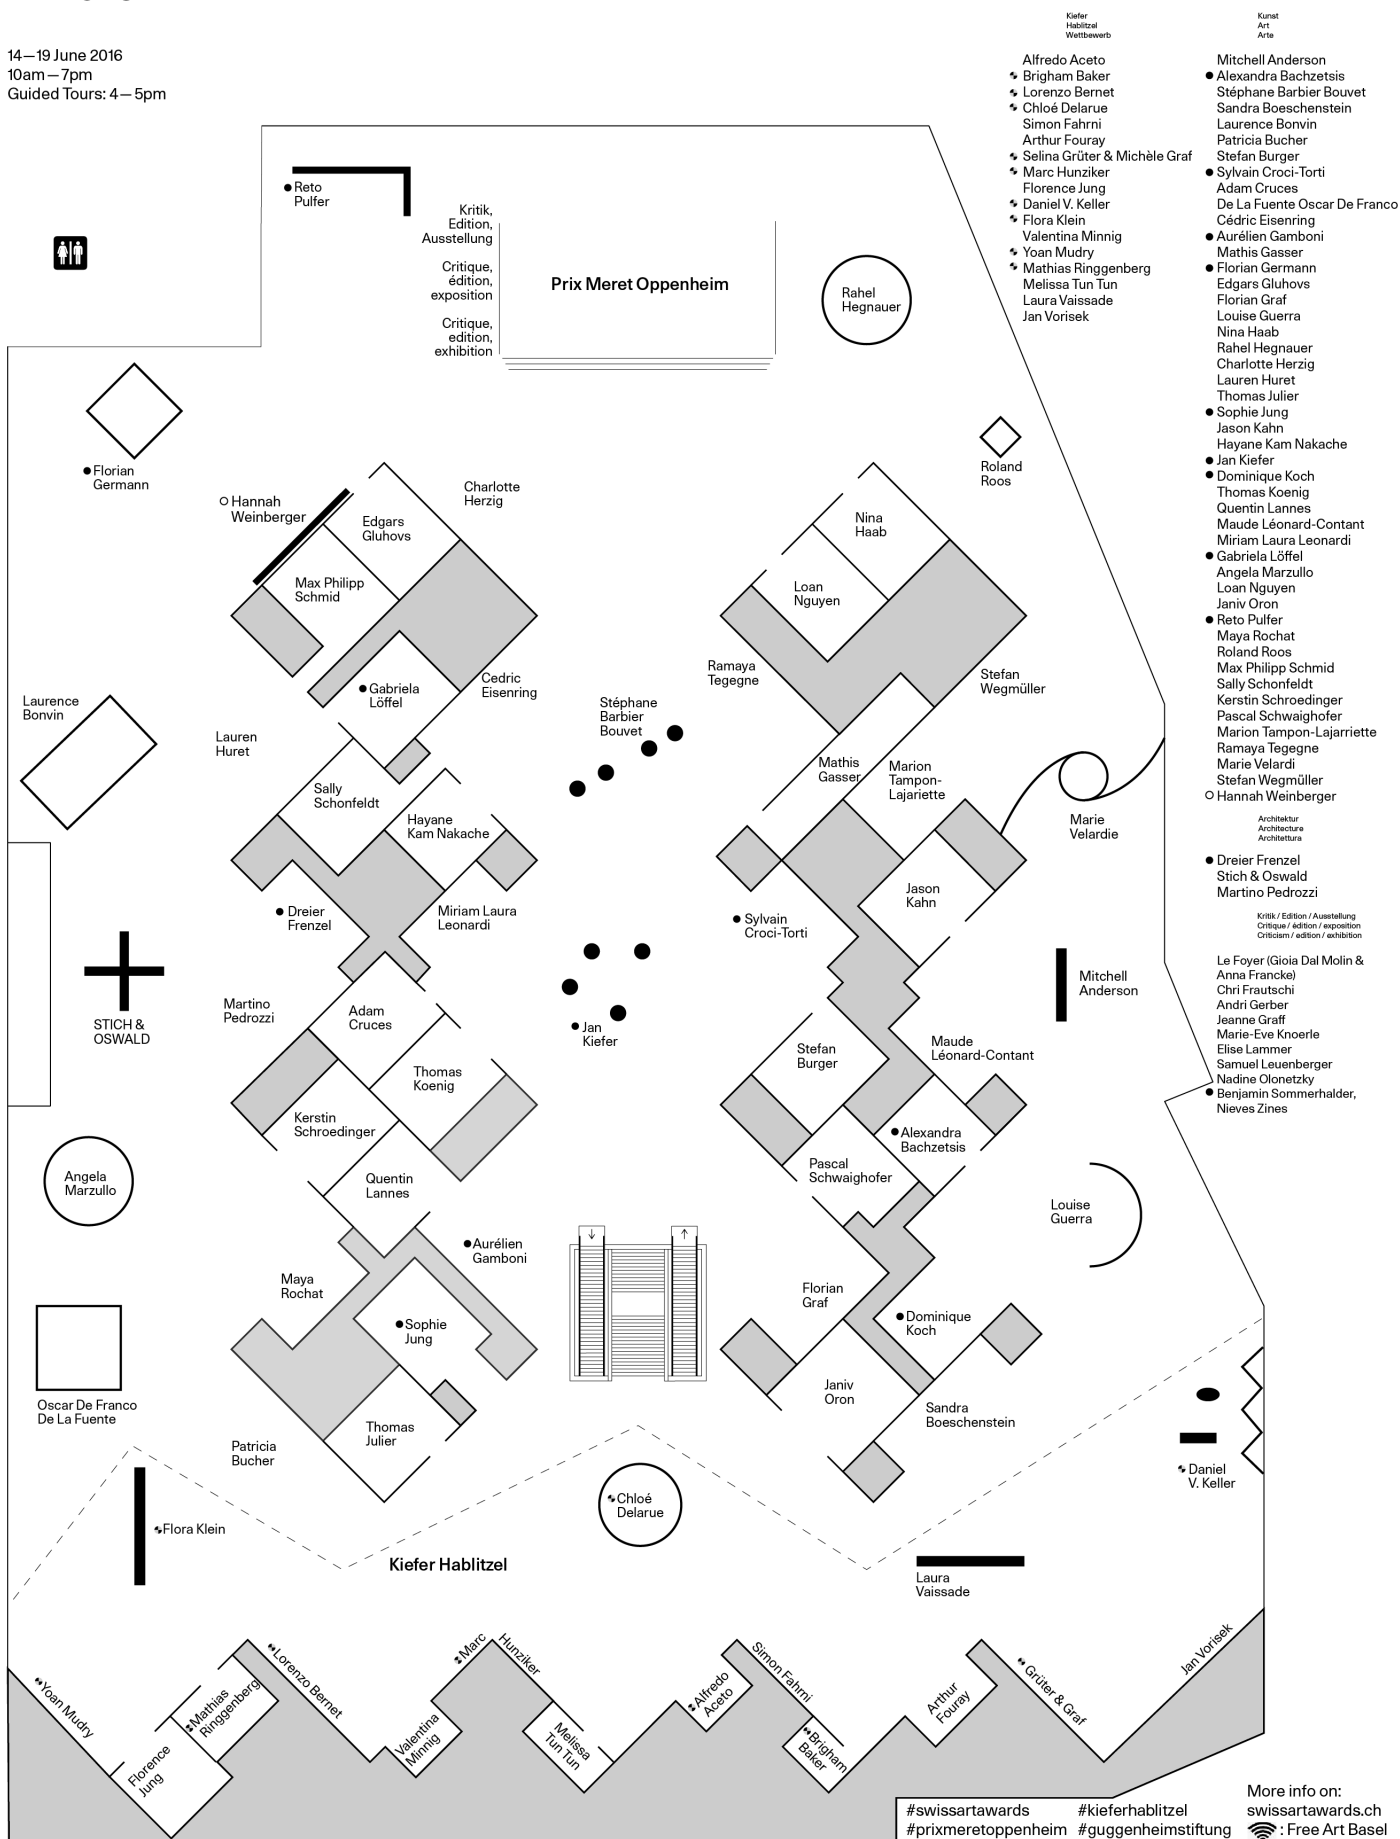 14—19 June 2016
10am—7pm
Guided Tours: 4—5pm
Kiefer
Hablitzel
Wettbewerb
Alfredo Aceto
Brigham Baker
Lorenzo Bernet
Chloé Delarue
Simon Fahrni
Arthur Fouray
Selina Grüter & Michèle Graf
Marc Hunziker
Florence Jung
Daniel V. Keller
Flora Klein
Valentina Minnig
Yoan Mudry
Mathias Ringgenberg
Melissa Tun Tun
Laura Vaissade
Jan Vorisek
Kunst
Art
Arte
Mitchell Anderson
Alexandra Bachzetsis
Stéphane Barbier Bouvet
Sandra Boeschenstein
Laurence Bonvin
Patricia Bucher
Stefan Burger
Sylvain Croci-Torti
Adam Cruces
De La Fuente Oscar De Franco
Cédric Eisenring
Aurélien Gamboni
Mathis Gasser
Florian Germann
Edgars Gluhovs
Florian Graf
Louise Guerra
Nina Haab
Rahel Hegnauer
Charlotte Herzig
Lauren Huret
Thomas Julier
Sophie Jung
Jason Kahn
Hayane Kam Nakache
Jan Kiefer
Dominique Koch
Thomas Koenig
Quentin Lannes
Maude Léonard-Contant
Miriam Laura Leonardi
Gabriela Löffel
Angela Marzullo
Loan Nguyen
Janiv Oron
Reto Pulfer
Maya Rochat
Roland Roos
Max Philipp Schmid
Sally Schonfeldt
Kerstin Schroedinger
Pascal Schwaighofer
Marion Tampon-Lajarriette
Ramaya Tegegne
Marie Velardi
Stefan Wegmüller
Hannah Weinberger
Architektur
Architecture
Architettura
Dreier Frenzel
Stich & Oswald
Martino Pedrozzi
Kritik / Edition / Ausstellung
Critique / édition / exposition
Criticism / edition / exhibition
Le Foyer (Gioia Dal Molin &
Anna Francke)
Chri Frautschi
Andri Gerber
Jeanne Graff
Marie-Eve Knoerle
Elise Lammer
Samuel Leuenberger
Nadine Olonetzky
Benjamin Sommerhalder,
Nieves Zines
Reto
Pulfer
Kritik,
Edition,
Ausstellung
Critique,
édition,
exposition
Critique,
edition,
exhibition
Prix Meret Oppenheim
Rahel
Hegnauer
Florian
Germann
Roland
Roos
Hannah
Weinberger
Charlotte
Herzig
Edgars
Gluhovs
Max Philipp
Schmid
Nina
Haab
Loan
Nguyen
Gabriela
Löffel
Cedric
Eisenring
Ramaya
Tegegne
Stefan
Wegmüller
Laurence
Bonvin
Lauren
Huret
Stéphane
Barbier
Bouvet
Sally
Schonfeldt
Hayane
Kam Nakache
Mathis
Gasser
Marion
Tampon-
Lajariette
Marie
Velardie
Dreier
Frenzel
Miriam Laura
Leonardi
Sylvain
Croci-Torti
Jason
Kahn
STICH &
OSWALD
Martino
Pedrozzi
Adam
Cruces
Jan
Kiefer
Mitchell
Anderson
Thomas
Koenig
Stefan
Burger
Maude
Léonard-Contant
Kerstin
Schroedinger
Alexandra
Bachzetsis
Angela
Marzullo
Quentin
Lannes
Pascal
Schwaighofer
Louise
Guerra
Aurélien
Gamboni
Maya
Rochat
Florian
Graf
Sophie
Jung
Dominique
Koch
Oscar De Franco
De La Fuente
Janiv
Oron
Sandra
Boeschenstein
Thomas
Julier
Patricia
Bucher
Daniel
V. Keller
Chloé
Delarue
Flora Klein
Kiefer Hablitzel
Laura
Vaissade
Yoan Mudry
Florence
Jung
Mathias
Ringgenberg
Lorenzo Bernet
Valentina
Minnig
Marc Hunziker
Melissa
Tun Tun
Alfredo
Aceto
Simon Fahrni
Brigham
Baker
Arthur
Fouray
Grüter & Graf
Jan Vorisek
#swissartawards
#prixmeretoppenheim
#kieferhablitzel
#guggenheimstiftung
More info on:
swissartawards.ch
: Free Art Basel